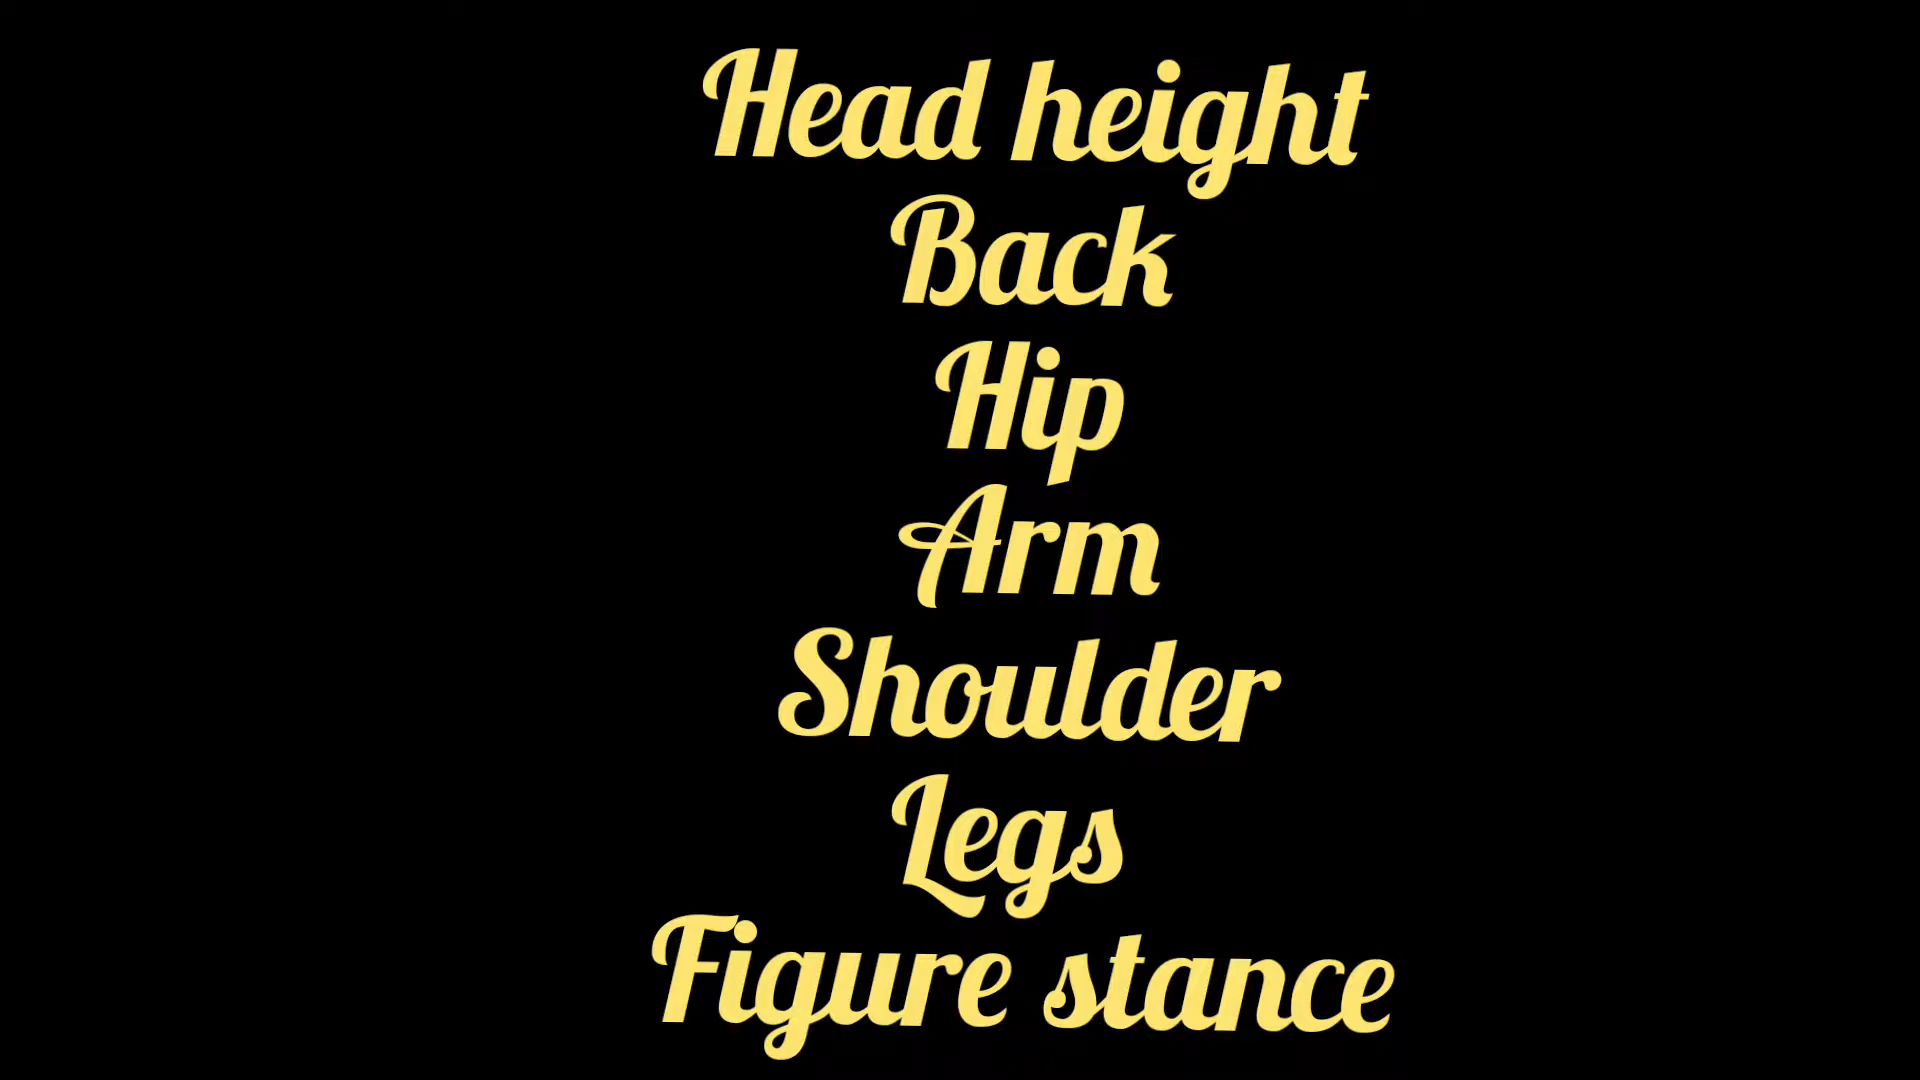 Head height
Back
Hip
Arm
Shoulder
Legs
Figure stance